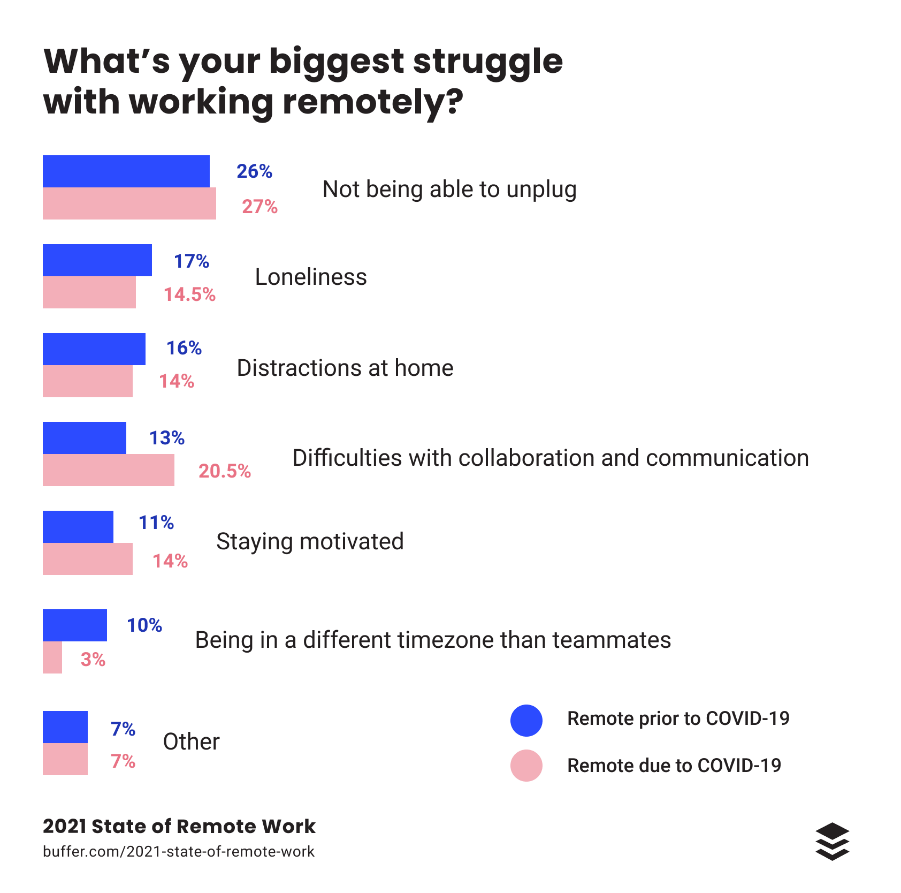 What's your biggest struggle
with working remotely?
26%
27%
Not being able to unplug
17%
14.5%
Loneliness
16%
14%
Distractions at home
13%
20.5%
Difficulties with collaboration and communication
11%
14%
Staying motivated
10%
3%
Being in a different timezone than teammates
7%
7%
Other
Remote prior to COVID-19
Remote due to COVID-19
2021 State of Remote Work
buffer.com/2021-state-of-remote-work